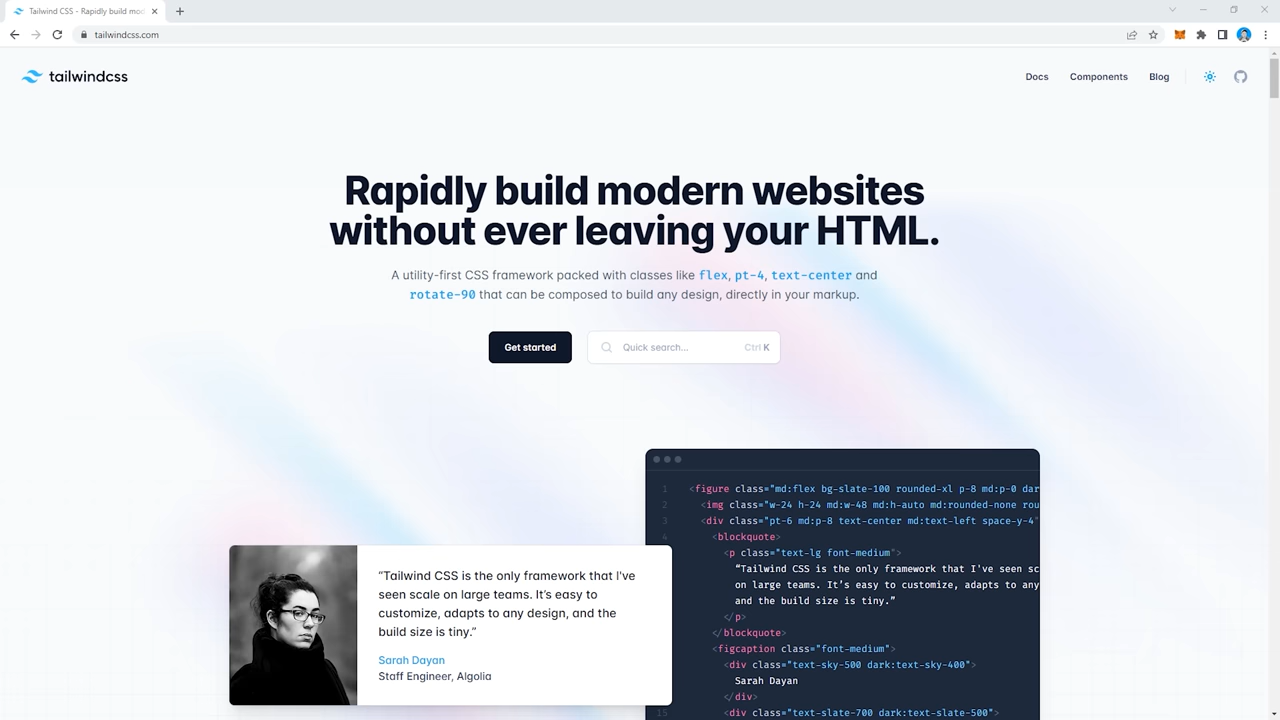 Tailwind CSS - Rapidly build mod
tailwindcss.com
tailwindcss
Docs Components Blog
Rapidly build modern websites
without ever leaving your HTML.
A utility-first CSS framework packed with classes like flex, pt-4, text-center and
rotate-90 that can be composed to build any design, directly in your markup.
Get started
Quick search... Ctrl K
“Tailwind CSS is the only framework that I've
seen scale on large teams. It’s easy to
customize, adapts to any design, and the
build size is tiny.”
Sarah Dayan
Staff Engineer, Algolia
1 <figure class="md:flex bg-slate-100 rounded-xl p-8 md:p-0 dar
2 <img class="w-24 h-24 md:w-48 md:h-auto md:rounded-none rou
3 <div class="pt-6 md:p-8 text-center md:text-left space-y-4"
4 <blockquote>
<p class="text-lg font-medium">
“Tailwind CSS is the only framework that I've seen sc
on large teams. It’s easy to customize, adapts to any
and the build size is tiny.”
</p>
</blockquote>
<figcaption class="font-medium">
<div class="text-sky-500 dark:text-sky-400">
Sarah Dayan
</div>
15 <div class="text-slate-700 dark:text-slate-500">